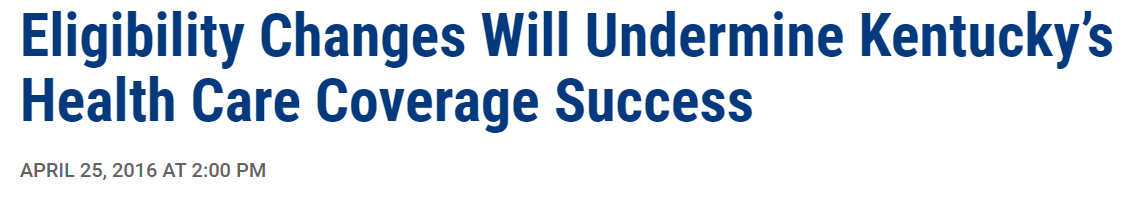 Eligibility Changes Will Undermine Kentucky’s
Health Care Coverage Success
APRIL 25, 2016 AT 2:00 PM